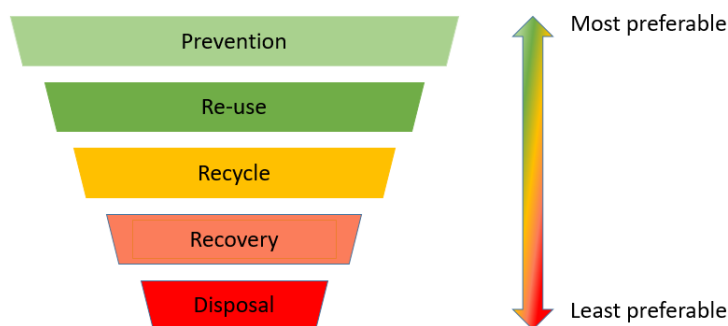 Prevention
Most preferable
Re-use
Recycle
Recovery
Disposal
Least preferable